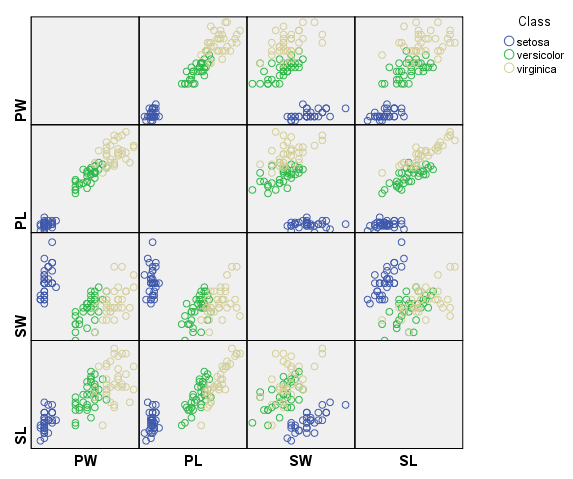 Class
setosa
versicolor
virginica
PW
PL
SW
SL
PW PL SW SL